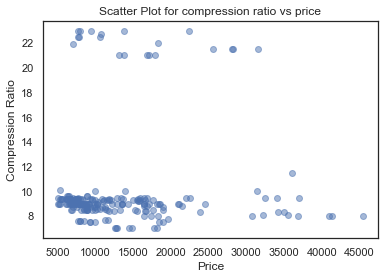 Scatter Plot for compression ratio vs price
Compression Ratio
22
20
18
16
14
12
10
8
5000 10000 15000 20000 25000 30000 35000 40000 45000
Price